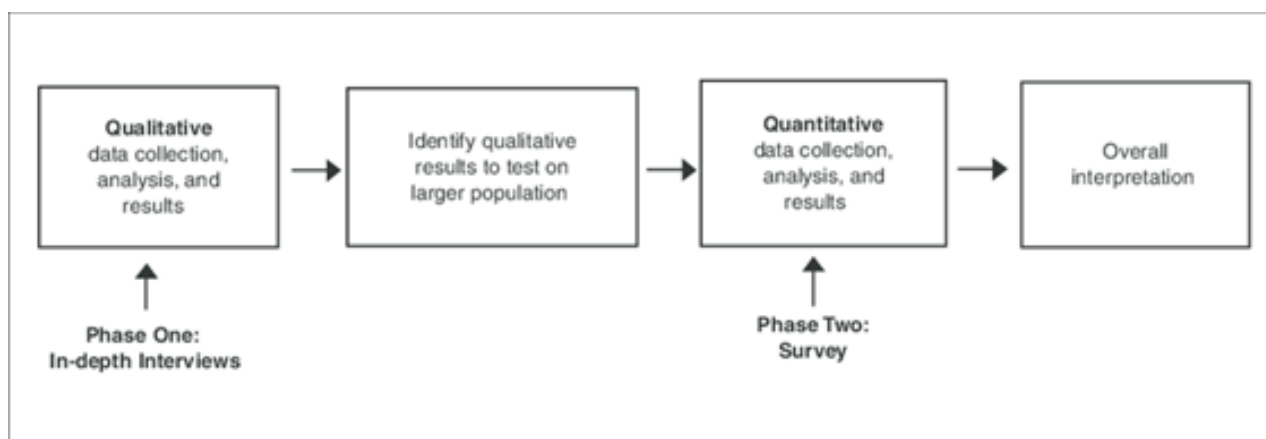 Qualitative
data collection,
analysis, and
results
Identify qualitative
results to test on
larger population
Quantitative
data collection,
analysis, and
results
Overall
interpretation
Phase One:
In-depth Interviews
Phase Two:
Survey